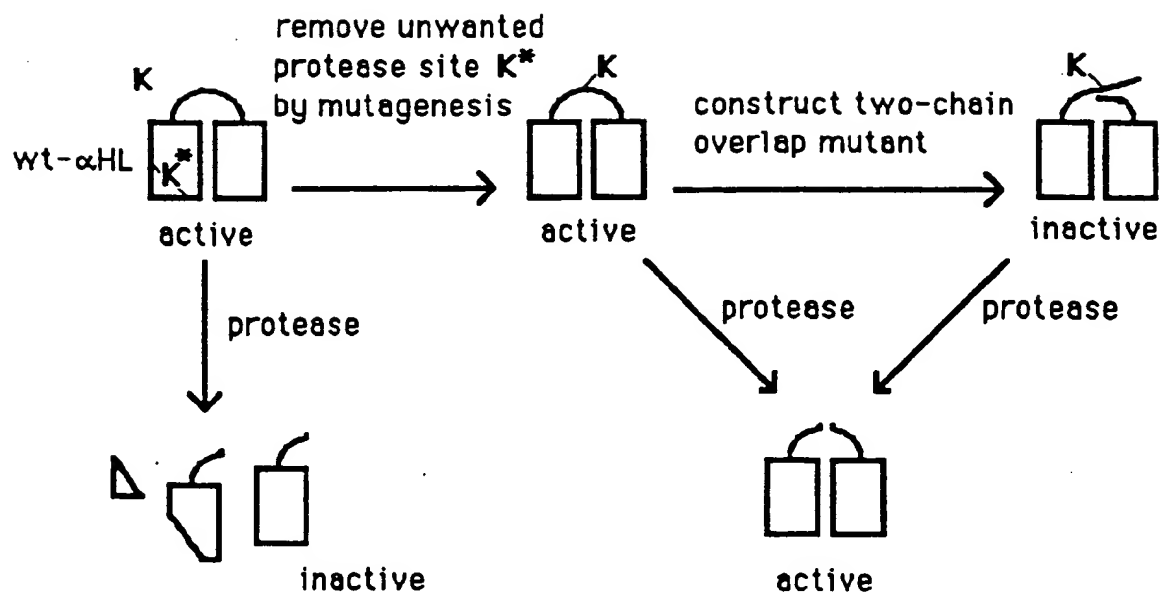 remove unwanted
protease site K*
by mutagenesis
K
K
K
construct two-chain
overlap mutant
wt-αHL
K*
active
active
inactive
protease
protease
protease
inactive
active